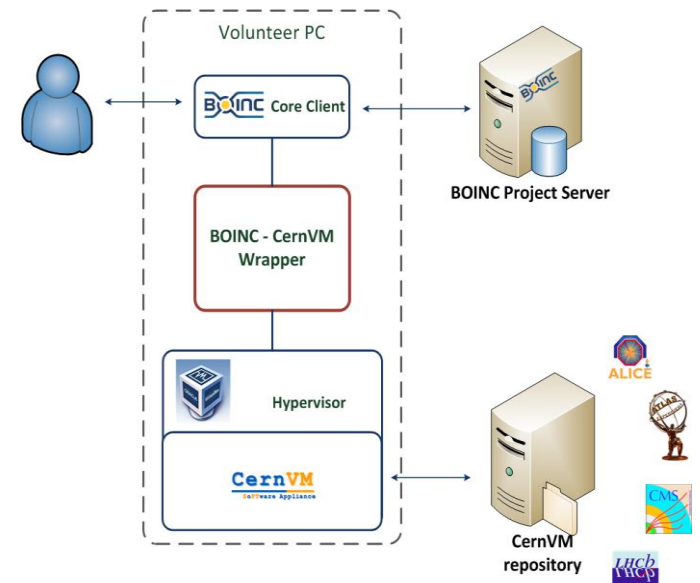 Volunteer PC
BOINC Core Client
BOINC
BOINC Project Server
BOINC - CernVM
Wrapper
ALICE
Hypervisor
ATLAS
CernVM
Software Appliance
CMS
CernVM
repository
LHCb
LHCb